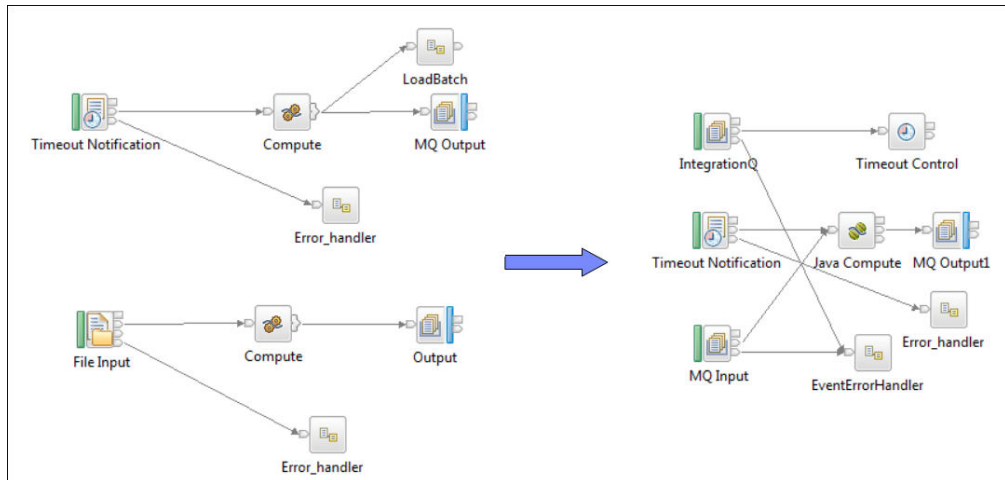 LoadBatch
Timeout Notification
Compute
MQ Output
Error_handler
File Input
Compute
Output
Error_handler
IntegrationQ
Timeout Control
Timeout Notification
Java Compute
MQ Output1
Error_handler
MQ Input
EventErrorHandler